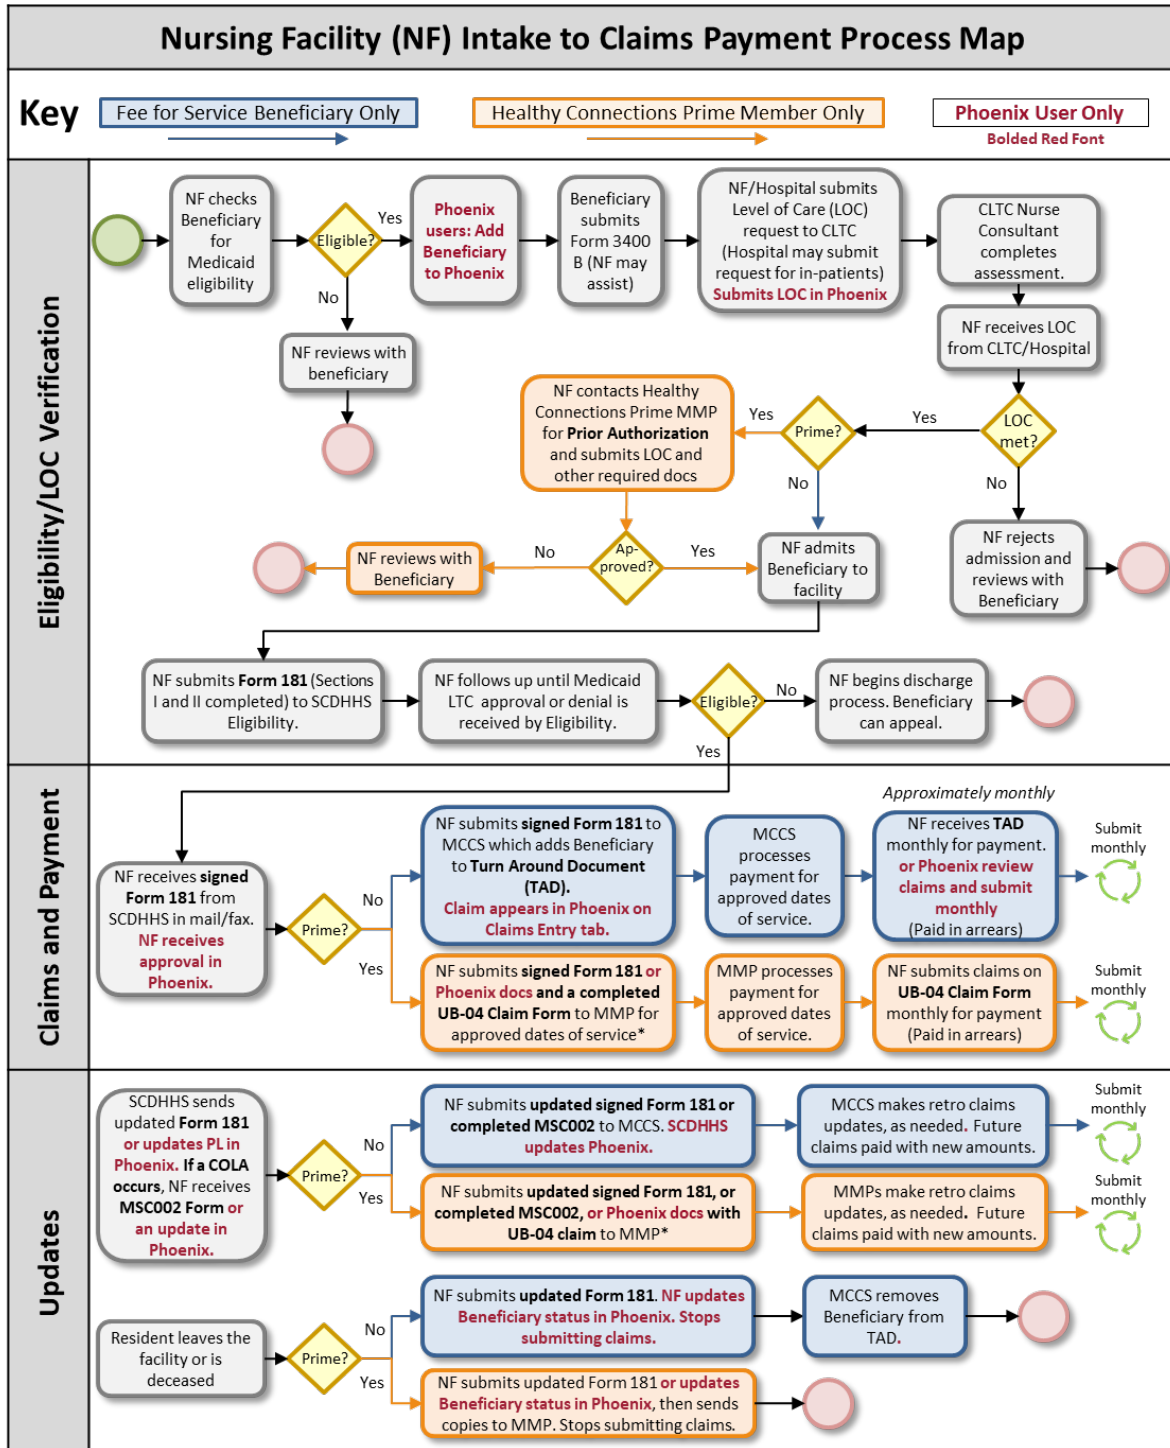 Nursing Facility (NF) Intake to Claims Payment Process Map
Key
Fee for Service Beneficiary Only
Healthy Connections Prime Member Only
Phoenix User Only
Bolded Red Font
Eligibility/LOC Verification
NF checks
Beneficiary
for
Medicaid
eligibility
Eligible?
Yes
No
Phoenix
users: Add
Beneficiary
to Phoenix
Beneficiary
submits
Form 3400
B (NF may
assist)
NF/Hospital submits
Level of Care (LOC)
request to CLTC
(Hospital may submit
request for in-patients)
Submits LOC in Phoenix
CLTC Nurse
Consultant
completes
assessment.
NF reviews with
beneficiary
NF receives LOC
from CLTC/Hospital
LOC
met?
Yes
No
Prime?
Yes
No
NF contacts Healthy
Connections Prime MMP
for Prior Authorization
and submits LOC and
other required docs
Ap-
proved?
No
Yes
NF reviews with
Beneficiary
NF admits
Beneficiary to
facility
NF rejects
admission and
reviews with
Beneficiary
NF submits Form 181 (Sections
I and II completed) to SCDHHS
Eligibility.
NF follows up until Medicaid
LTC approval or denial is
received by Eligibility.
Eligible?
No
Yes
NF begins discharge
process. Beneficiary
can appeal.
Claims and Payment
NF receives signed
Form 181 from
SCDHHS in mail/fax.
NF receives
approval in
Phoenix.
Prime?
No
Yes
NF submits signed Form 181 to
MCCS which adds Beneficiary
to Turn Around Document
(TAD).
Claim appears in Phoenix on
Claims Entry tab.
MCCS
processes
payment for
approved dates
of service.
Approximately monthly
NF receives TAD
monthly for payment.
or Phoenix review
claims and submit
monthly
(Paid in arrears)
Submit
monthly
NF submits signed Form 181 or
Phoenix docs and a completed
UB-04 Claim Form to MMP for
approved dates of service*
MMP processes
payment for
approved dates
of service.
NF submits claims on
UB-04 Claim Form
monthly for payment
(Paid in arrears)
Submit
monthly
Updates
SCDHHS sends
updated Form 181
or updates PL in
Phoenix. If a COLA
occurs, NF receives
MSC002 Form or
an update in
Phoenix.
Prime?
No
Yes
NF submits updated signed Form 181 or
completed MSC002 to MCCS. SCDHHS
updates Phoenix.
MCCS makes retro claims
updates, as needed. Future
claims paid with new amounts.
Submit
monthly
NF submits updated signed Form 181, or
completed MSC002, or Phoenix docs with
UB-04 claim to MMP*
MMPs make retro claims
updates, as needed. Future
claims paid with new amounts.
Submit
monthly
Resident leaves the
facility or is
deceased
Prime?
No
Yes
NF submits updated Form 181. NF updates
Beneficiary status in Phoenix. Stops
submitting claims.
MCCS removes
Beneficiary from
TAD.
NF submits updated Form 181 or updates
Beneficiary status in Phoenix, then sends
copies to MMP. Stops submitting claims.